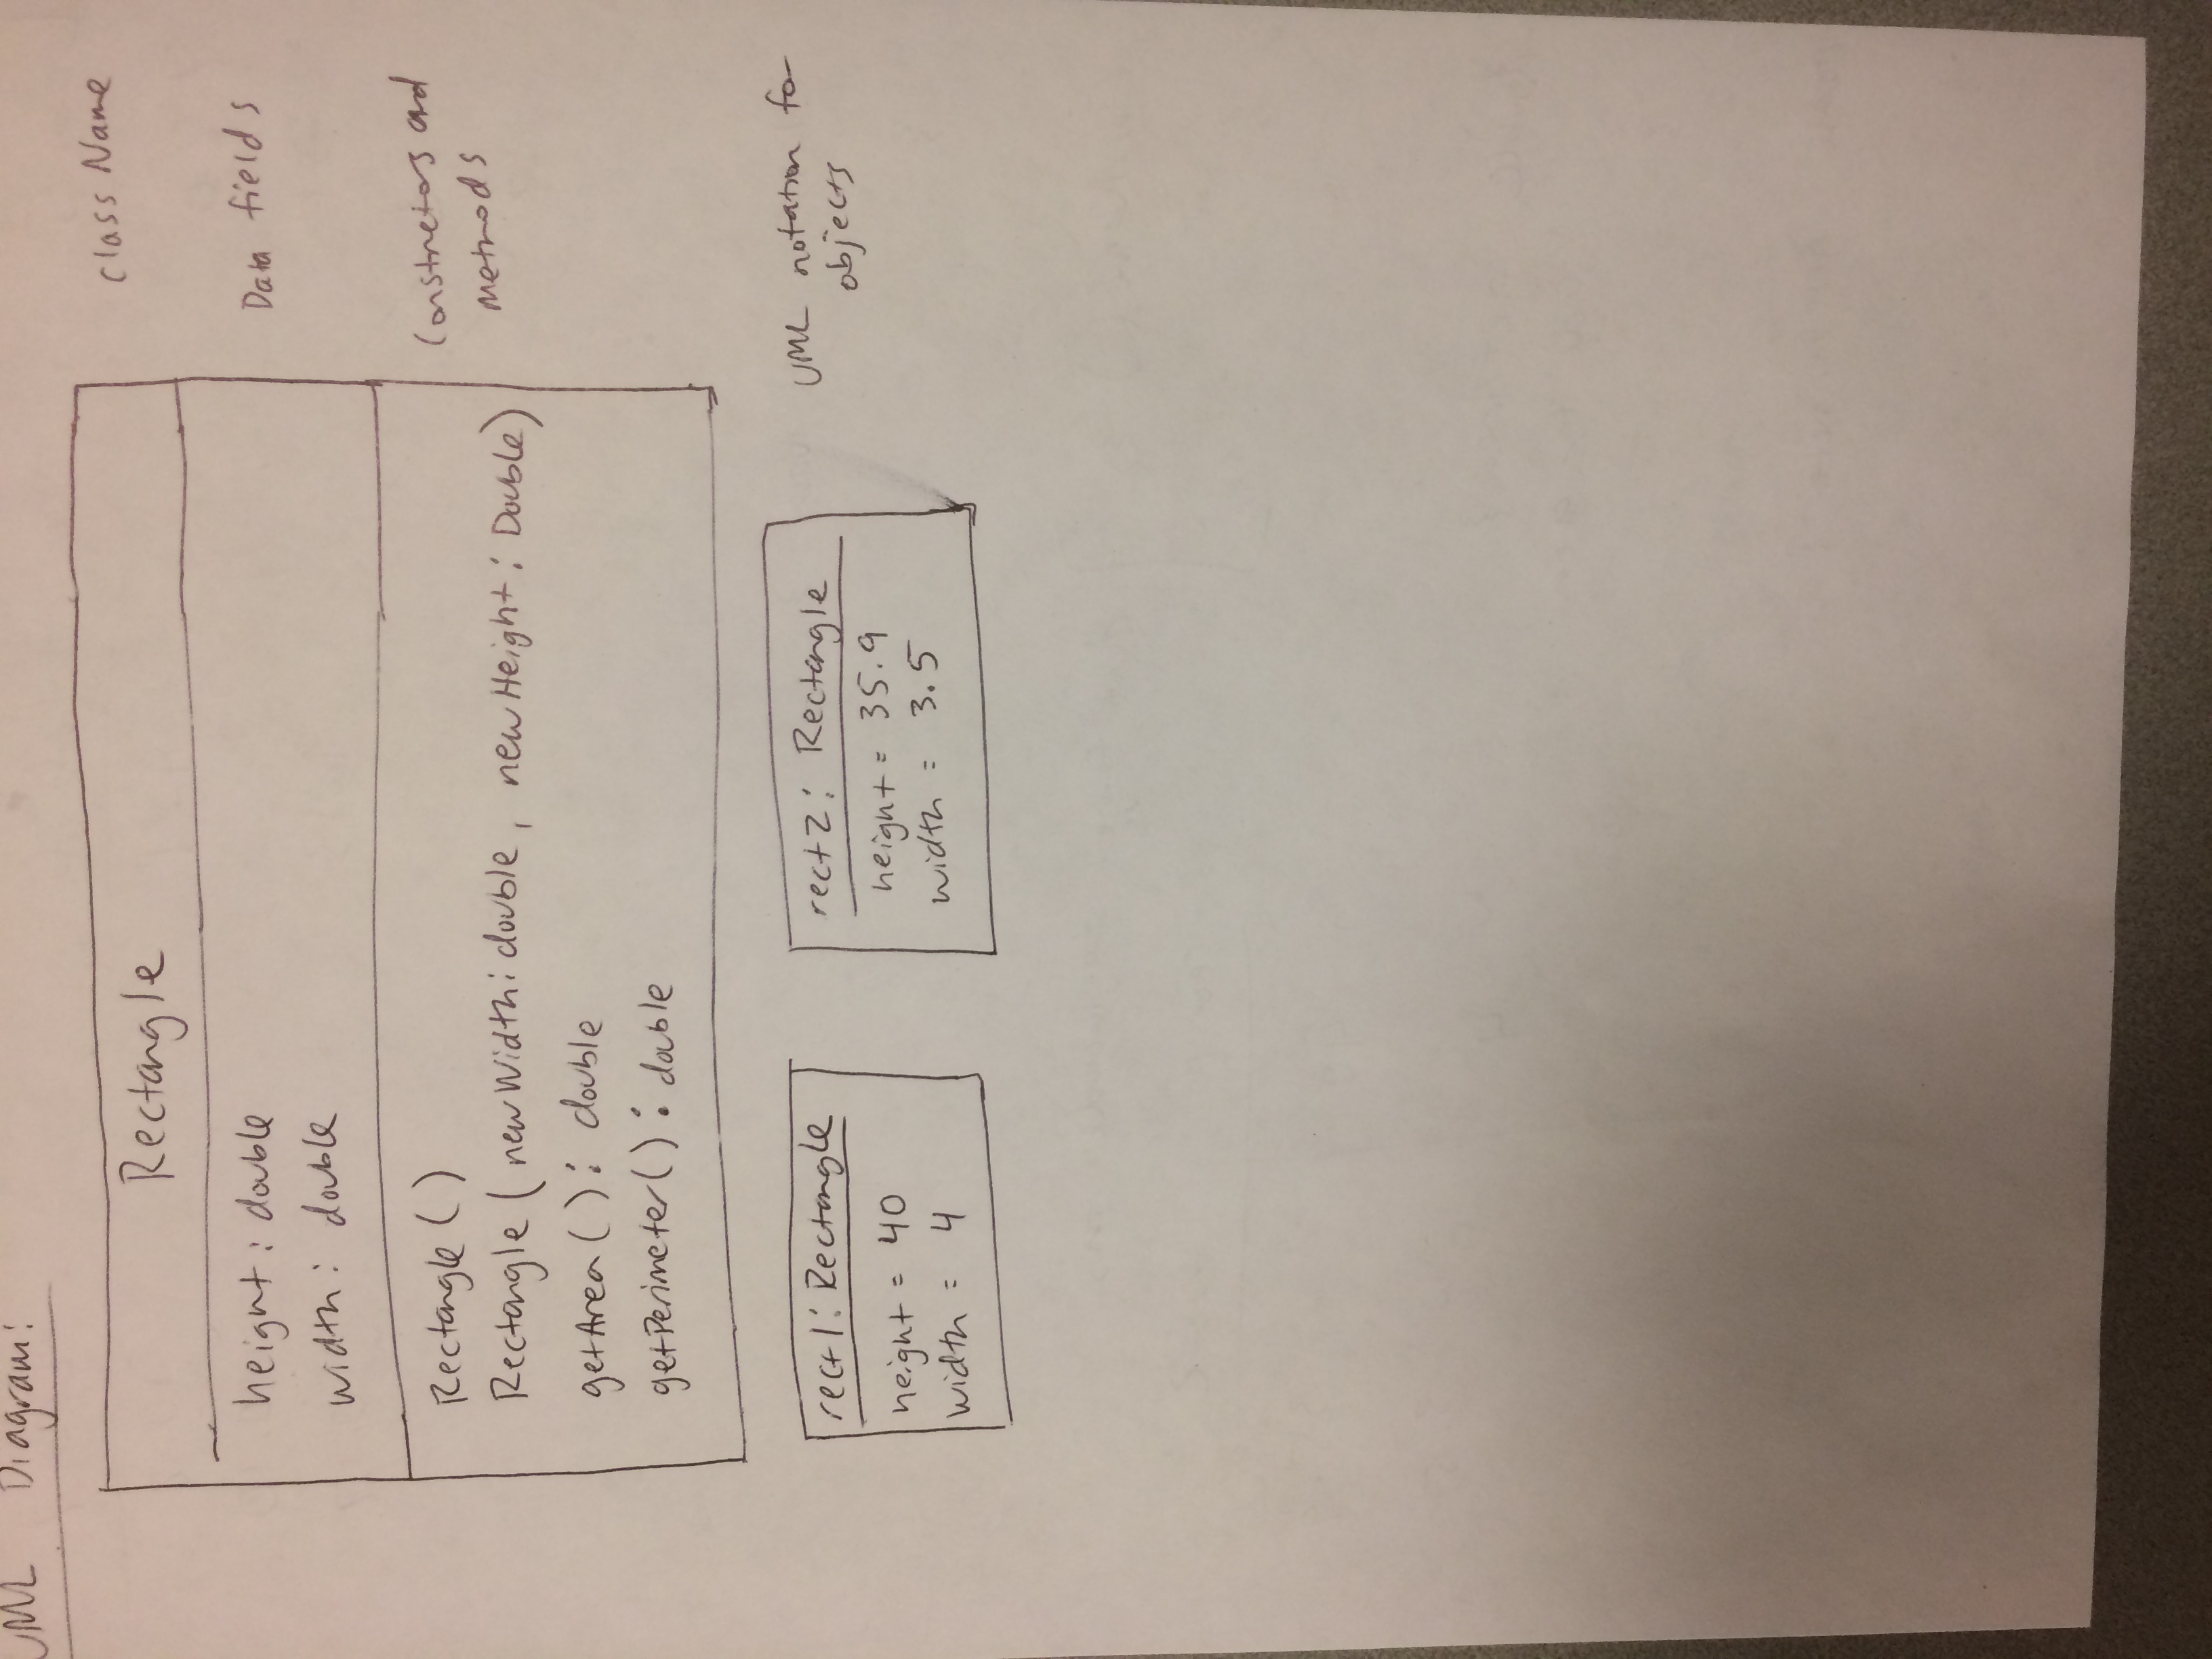 UML Diagram:
Rectangle
Class Name
height: double
width: double
Data fields
Rectangle()
Rectangle(newWidth: double, newHeight: Double)
getArea(): double
getPerimeter(): double
Constructors and
methods
rect1: Rectangle
height = 40
width = 4
rect2: Rectangle
height = 35.9
width = 3.5
UML notation for
objects